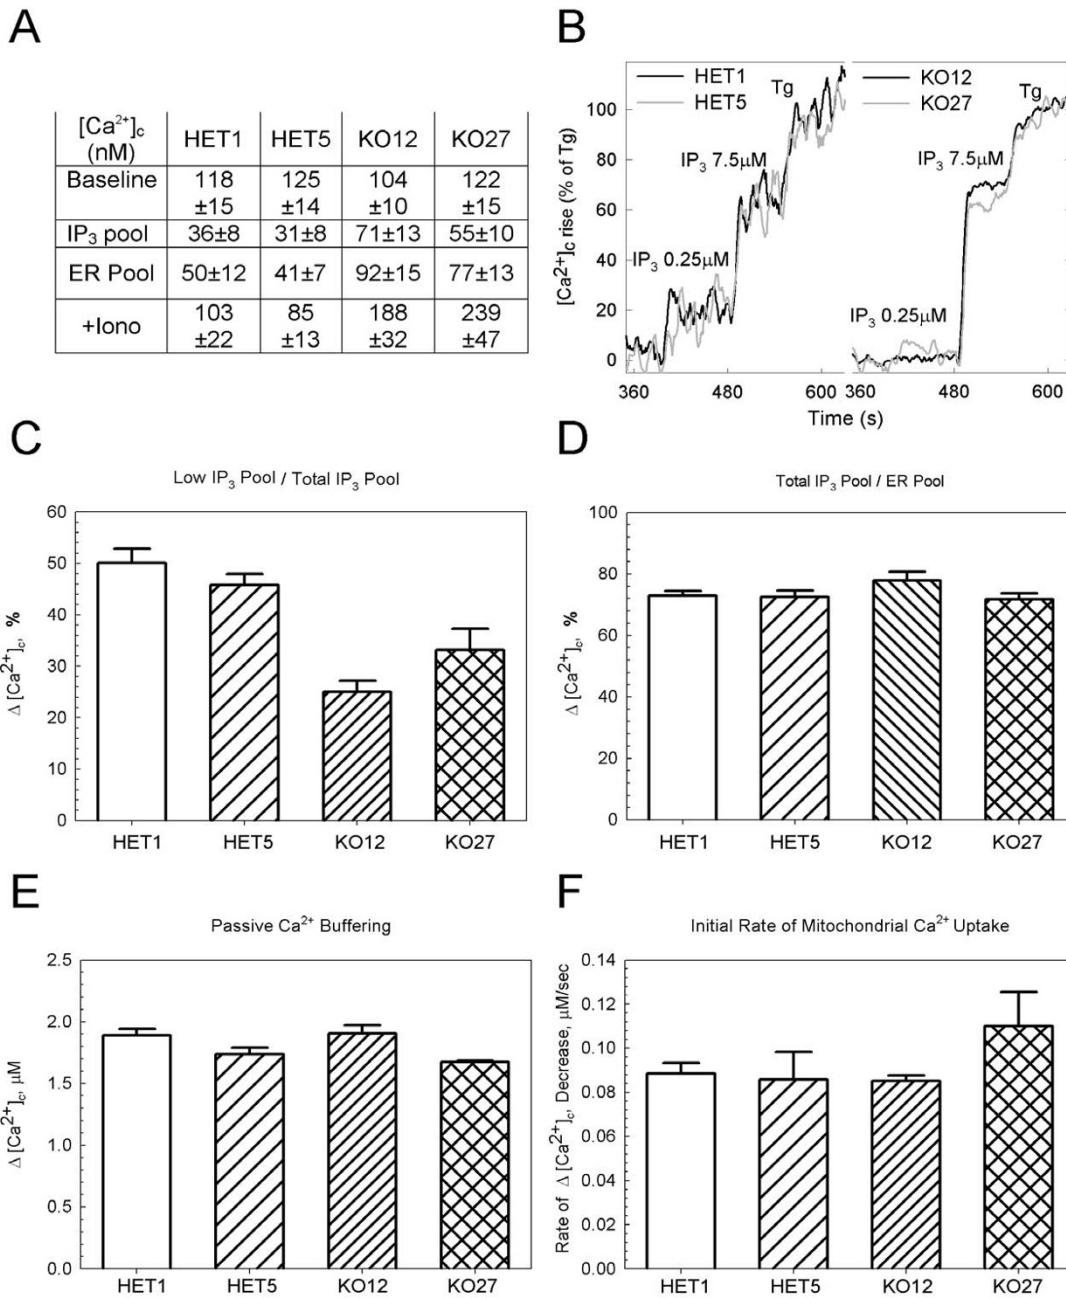 A
[Ca²⁺]c (nM) HET1 HET5 KO12 KO27
Baseline 118 ±15 125 ±14 104 ±10 122 ±15
IP₃ pool 36±8 31±8 71±13 55±10
ER Pool 50±12 41±7 92±15 77±13
+Iono 103 ±22 85 ±13 188 ±32 239 ±47
B
[Ca²⁺]c rise (% of Tg)
100
80
60
40
20
0
HET1
HET5
Tg
IP₃ 7.5µM
IP₃ 0.25µM
KO12
KO27
Tg
IP₃ 7.5µM
IP₃ 0.25µM
360 480 600 360 480 600
Time (s)
C
Low IP₃ Pool / Total IP₃ Pool
Δ [Ca²⁺]c, %
60
50
40
30
20
10
0
HET1 HET5 KO12 KO27
D
Total IP₃ Pool / ER Pool
Δ [Ca²⁺]c, %
100
80
60
40
20
0
HET1 HET5 KO12 KO27
E
Passive Ca²⁺ Buffering
Δ [Ca²⁺]c, µM
2.5
2.0
1.5
1.0
0.5
0.0
HET1 HET5 KO12 KO27
F
Initial Rate of Mitochondrial Ca²⁺ Uptake
Rate of Δ [Ca²⁺]c, Decrease, µM/sec
0.14
0.12
0.10
0.08
0.06
0.04
0.02
0.00
HET1 HET5 KO12 KO27